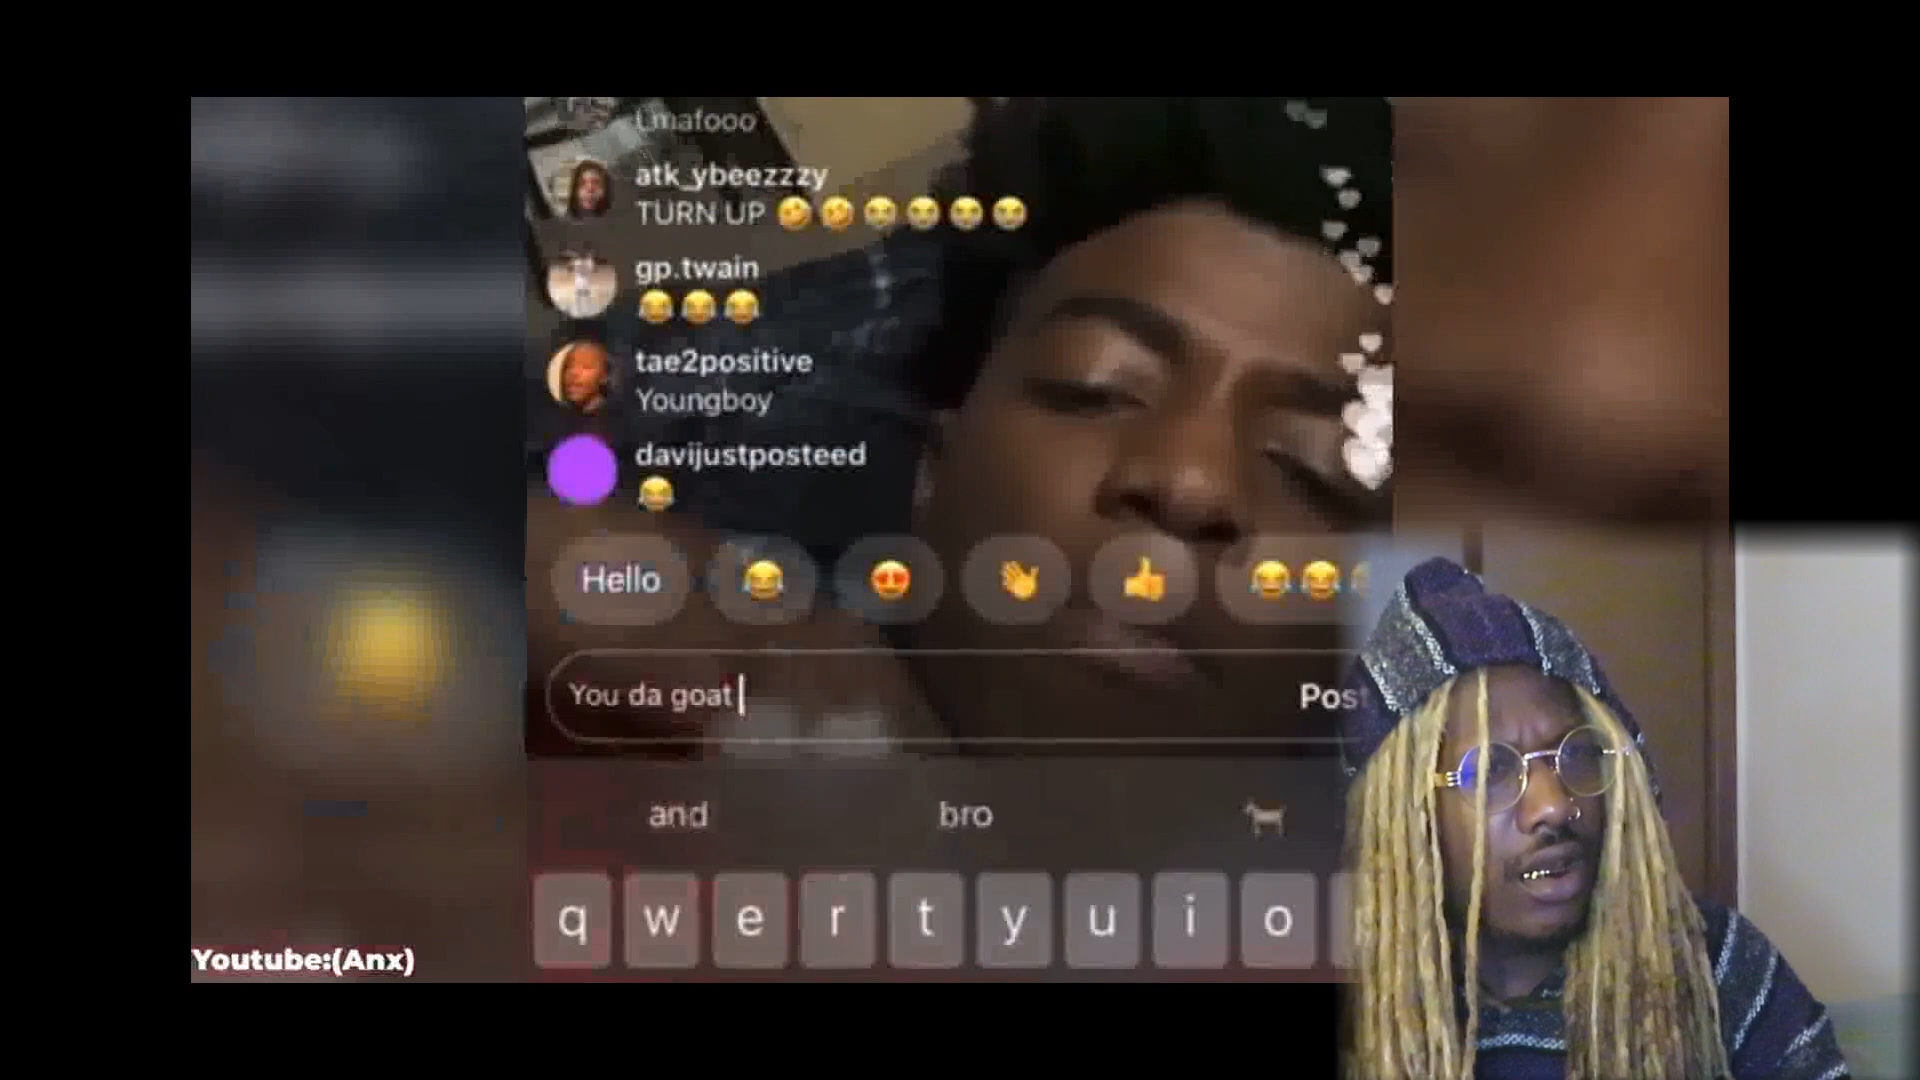 Lmafooo
atk_ybeezzzy
TURN UP 🤣🤣😭😭😭😭
gp.twain
😂😂😂
tae2positive
Youngboy
davijustposteed
😂
Hello 😂 😍 👋 👍 😂😂
You da goat Post
and bro 🐐
q w e r t y u i o
Youtube:(Anx)